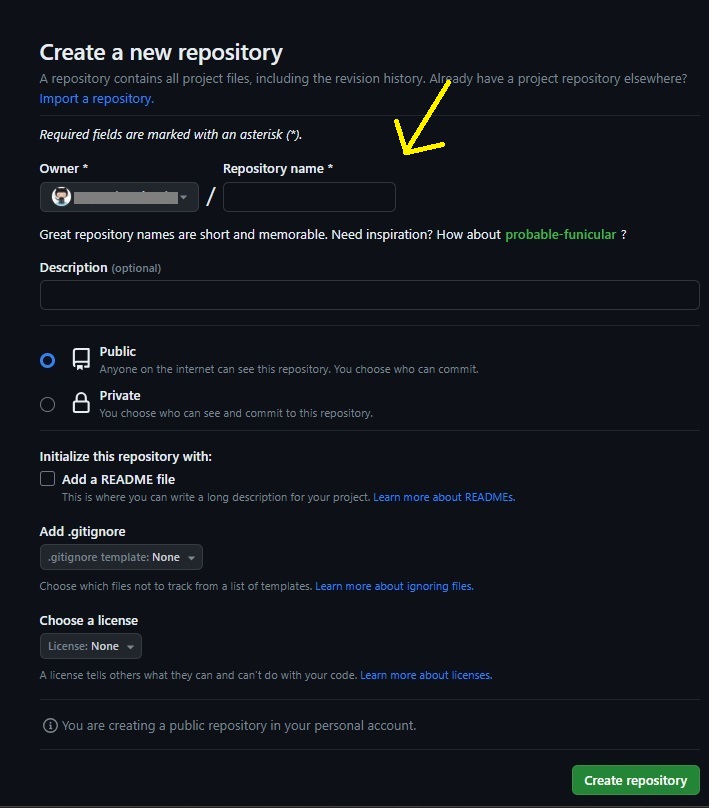 Create a new repository
A repository contains all project files, including the revision history. Already have a project repository elsewhere?
Import a repository.
Required fields are marked with an asterisk (*).
Owner * Repository name *
/
Great repository names are short and memorable. Need inspiration? How about probable-funicular ?
Description (optional)
Public
Anyone on the internet can see this repository. You choose who can commit.
Private
You choose who can see and commit to this repository.
Initialize this repository with:
Add a README file
This is where you can write a long description for your project. Learn more about READMEs.
Add .gitignore
.gitignore template: None
Choose which files not to track from a list of templates. Learn more about ignoring files.
Choose a license
License: None
A license tells others what they can and can't do with your code. Learn more about licenses.
You are creating a public repository in your personal account.
Create repository